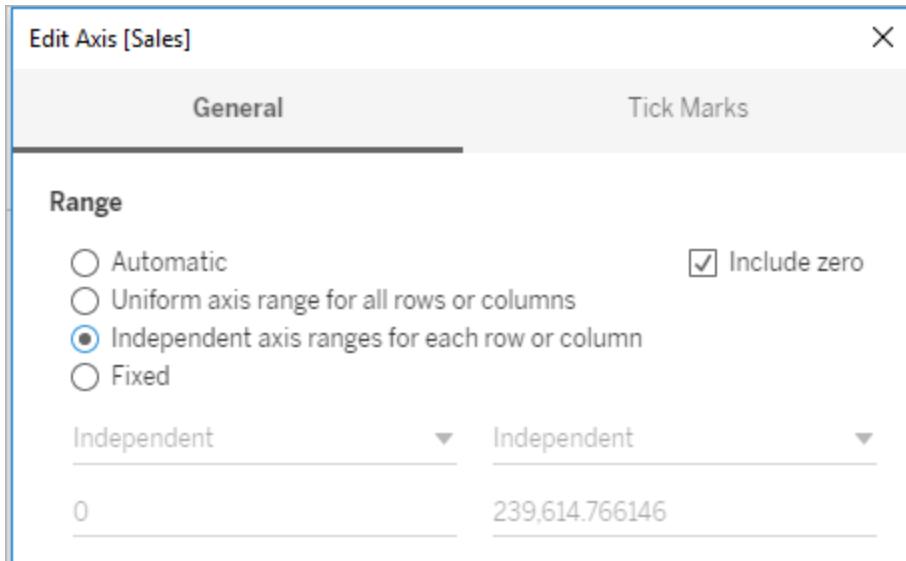 Edit Axis [Sales]
General Tick Marks
Range
Automatic Include zero
Uniform axis range for all rows or columns
Independent axis ranges for each row or column
Fixed
Independent Independent
0 239,614.766146